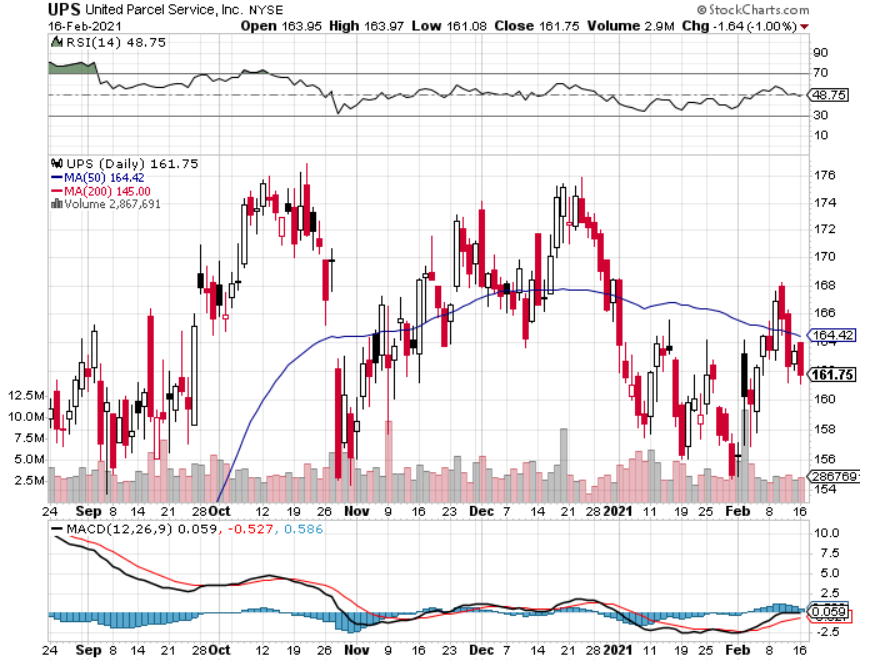 UPS United Parcel Service, Inc. NYSE © StockCharts.com
16-Feb-2021 Open 163.95 High 163.97 Low 161.08 Close 161.75 Volume 2.9M Chg -1.64 (-1.00%)
RSI(14) 48.75
90
70
48.75
30
10
UPS (Daily) 161.75
MA(50) 164.42
MA(200) 145.00
Volume 2,867,691
176
174
172
170
168
166
164.42
164
162
161.75
160
158
156
154
286769
12.5M
10.0M
7.5M
5.0M
2.5M
24 Sep 8 14 21 28 Oct 12 19 26 Nov 9 16 23 Dec 7 14 21 28 2021 11 19 25 Feb 8 16
MACD(12,26,9) 0.059, -0.527, 0.586
10.0
7.5
5.0
2.5
0.059
-2.5
24 Sep 8 14 21 28 Oct 12 19 26 Nov 9 16 23 Dec 7 14 21 28 2021 11 19 25 Feb 8 16